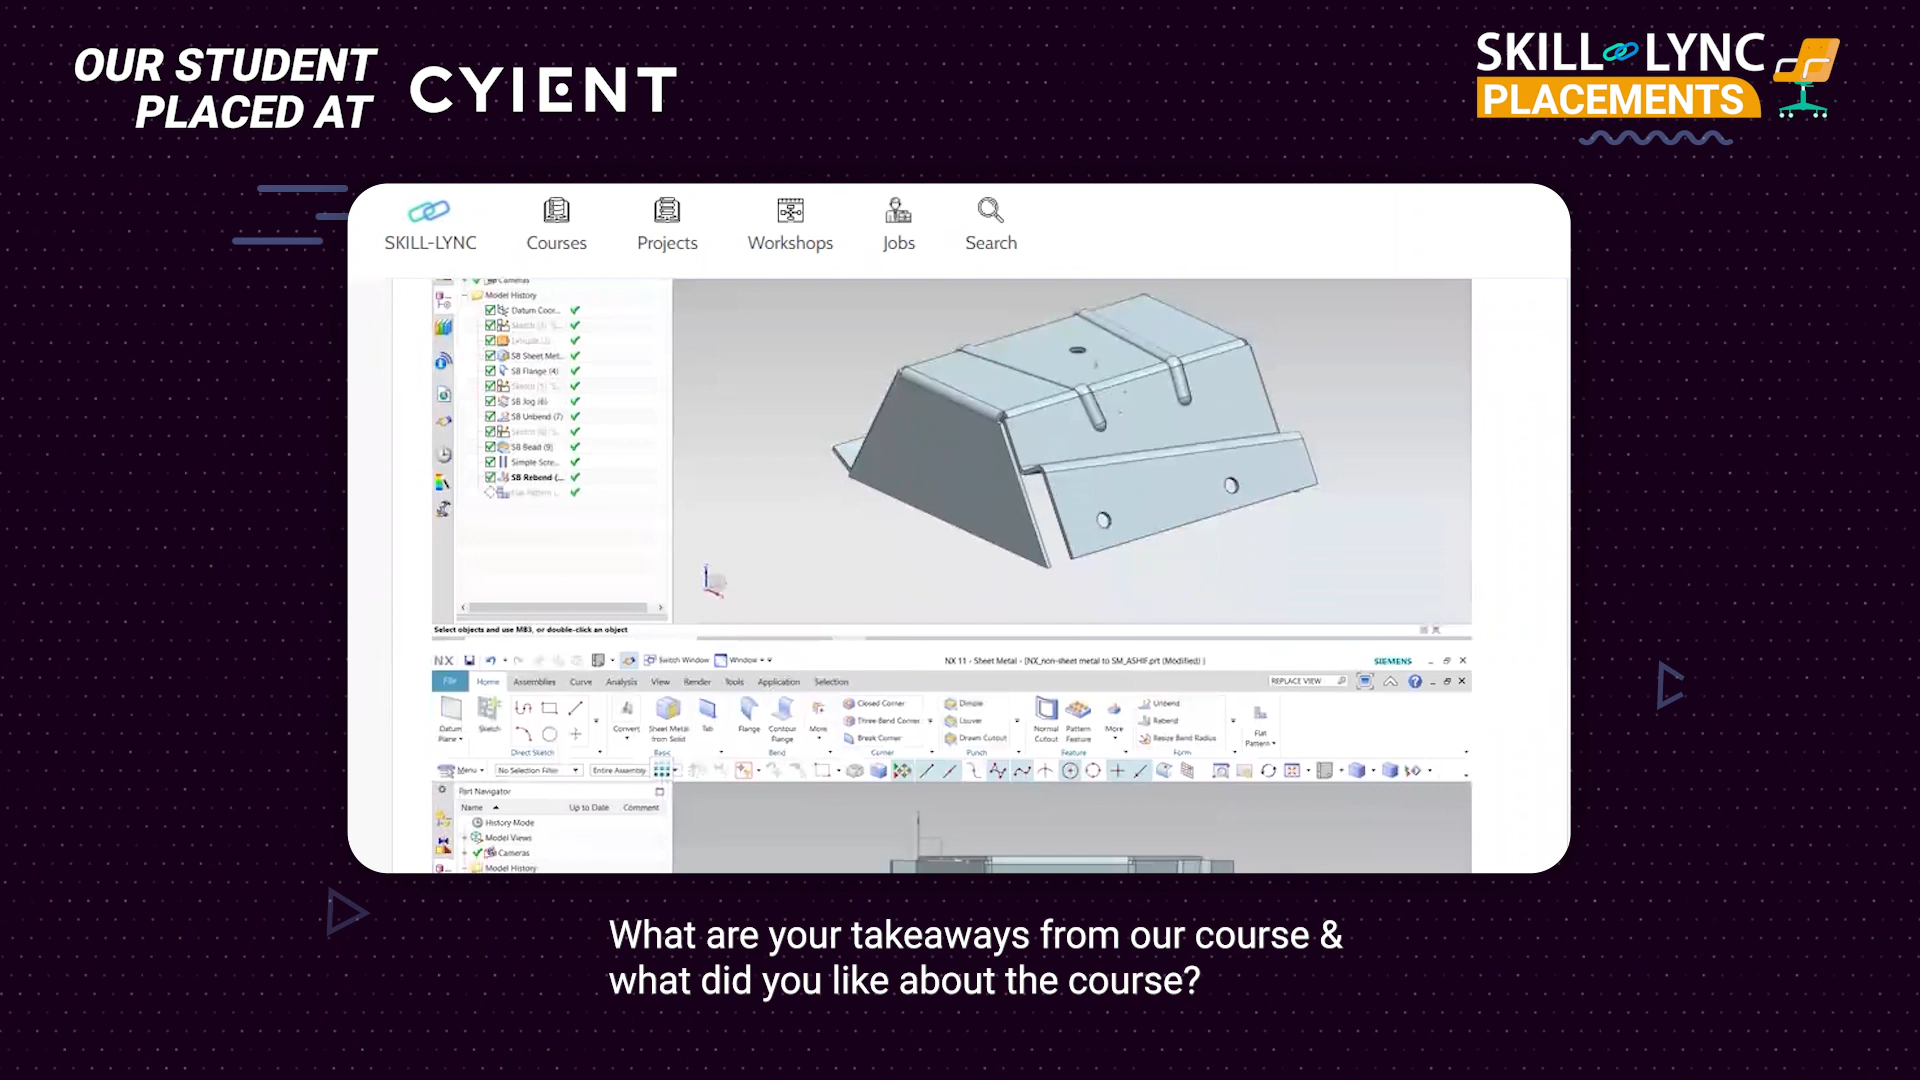 OUR STUDENT
PLACED AT
CYIENT
SKILL LYNC
PLACEMENTS
SKILL-LYNC
Courses
Projects
Workshops
Jobs
Search
Cameras
Model History
Datum Coor...
SB Sheet Met...
SB Flange (4)
SB Jog (6)
SB Unbend (7)
SB Bead (9)
Simple Scre...
SB Rebend (...
Select objects and use MB3, or double-click an object
NX
Switch Window
Window
NX 11 - Sheet Metal - [NX_non-sheet metal to SM_ASHIF.prt (Modified) ]
SIEMENS
File
Home
Assemblies
Curve
Analysis
View
Render
Tools
Application
Selection
REPLACE VIEW
Datum
Plane
Sketch
Direct Sketch
Convert
Sheet Metal
from Solid
Tab
Basic
Flange
Contour
Flange
More
Bend
Closed Corner
Three Bend Corner
Break Corner
Corner
Dimple
Louver
Drawn Cutout
Punch
Normal
Cutout
Pattern
Feature
More
Feature
Unbend
Rebend
Resize Bend Radius
Form
Flat
Pattern
Menu
No Selection Filter
Entire Assembly
Part Navigator
Name
Up to Date
Comment
History Mode
Model Views
Cameras
Model History
What are your takeaways from our course &
what did you like about the course?